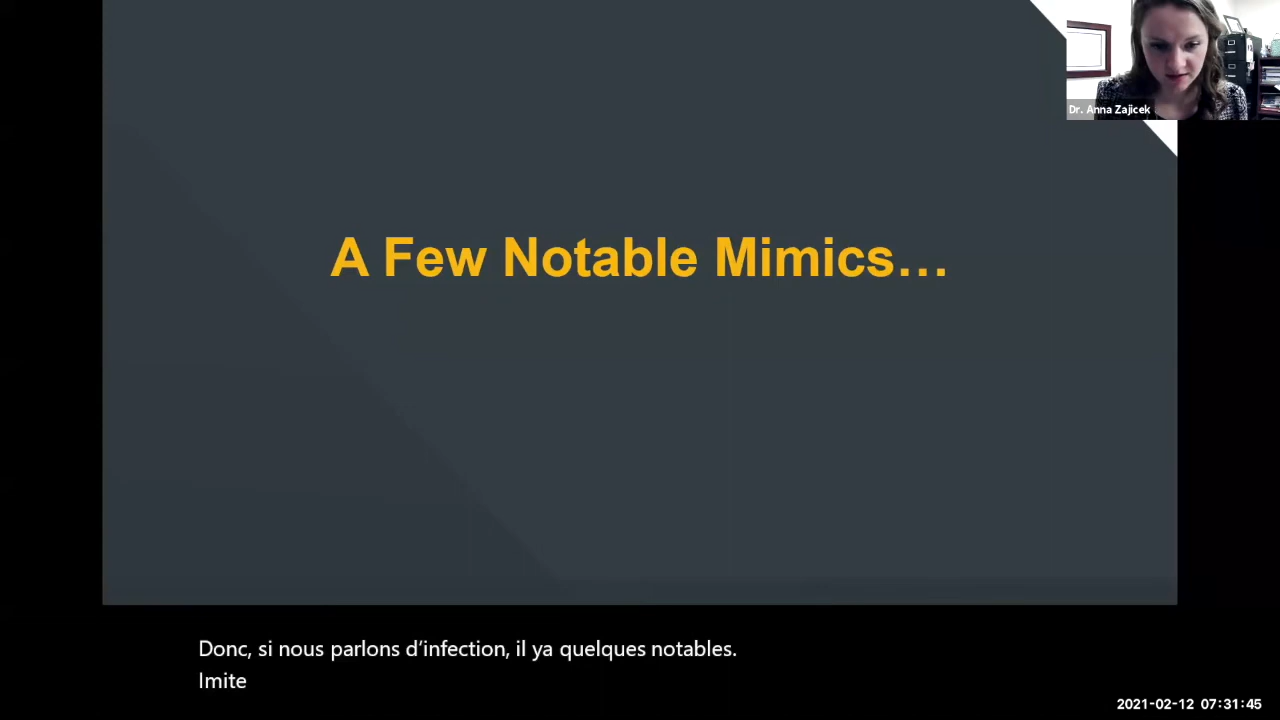 Dr. Anna Zajicek
A Few Notable Mimics...
Donc, si nous parlons d'infection, il ya quelques notables.
Imite
2021-02-12 07:31:45